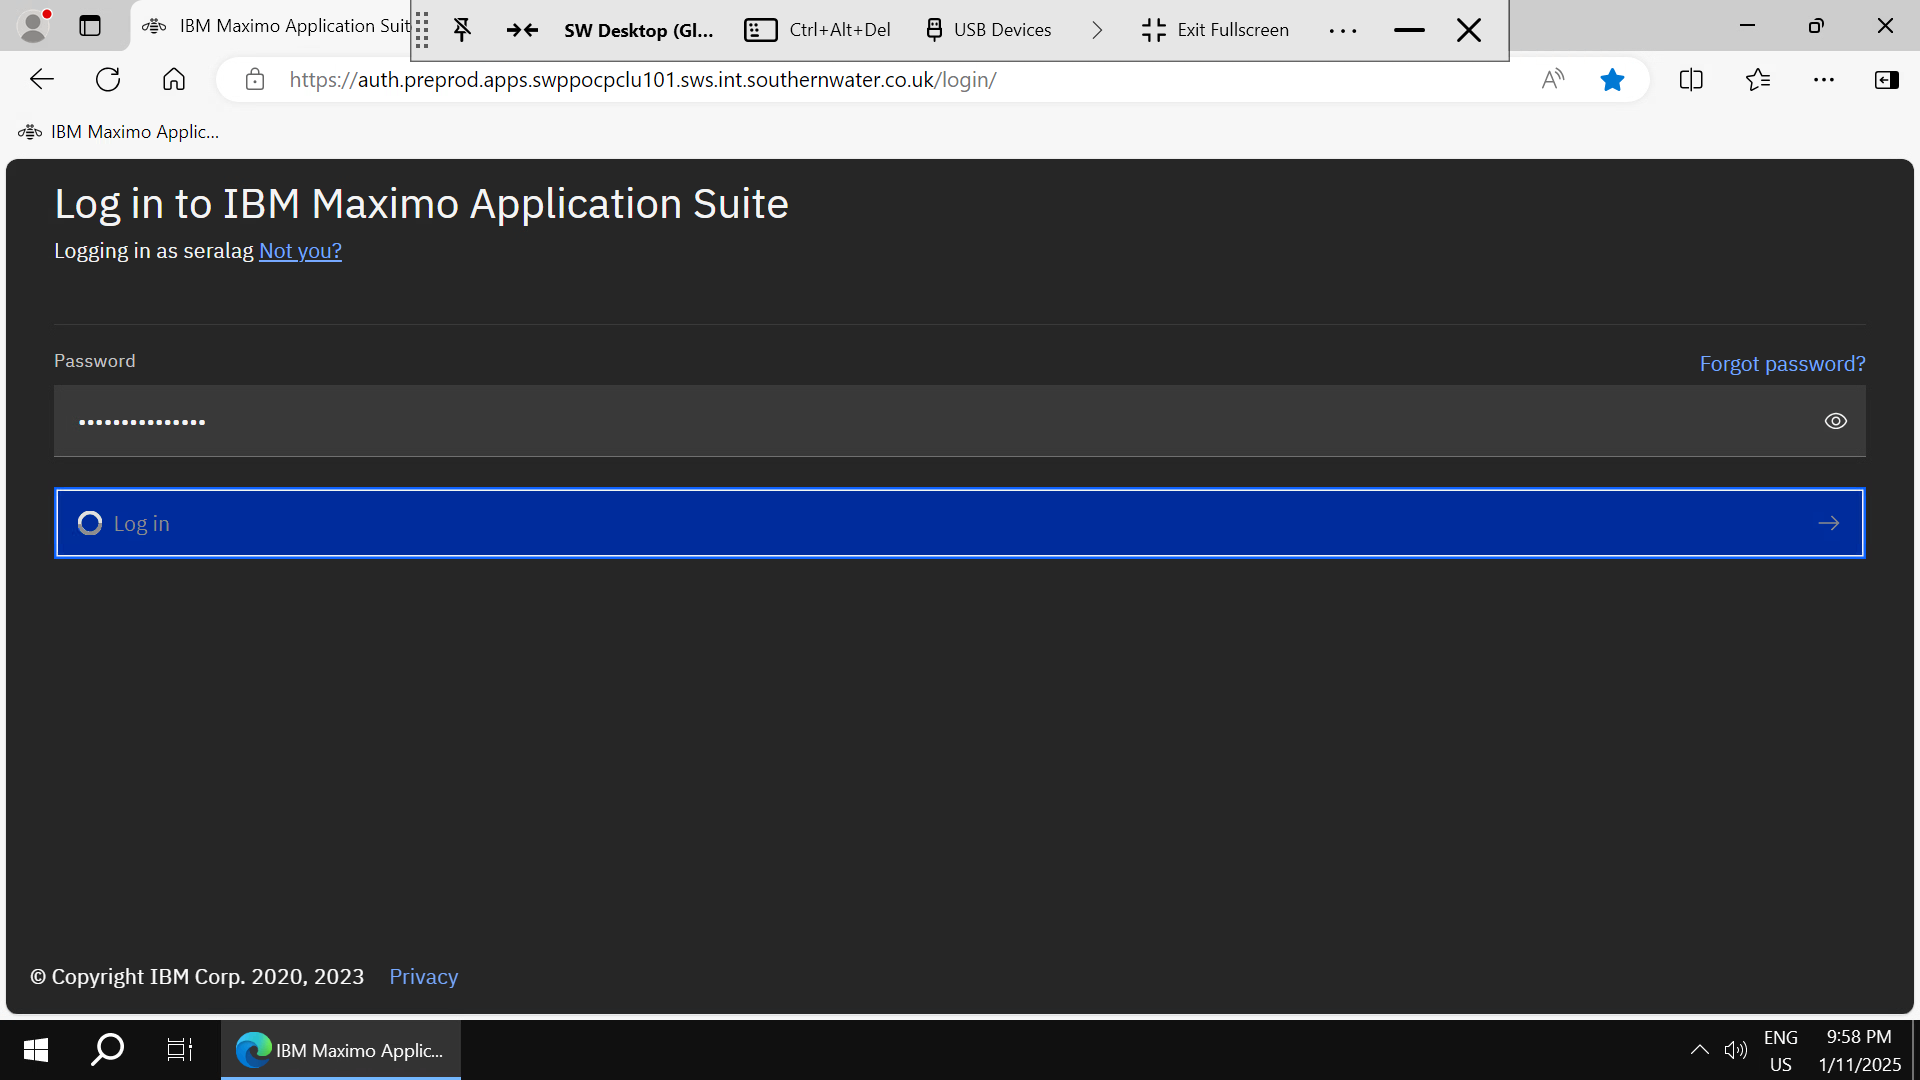 IBM Maximo Application Suit
SW Desktop (Gl...
Ctrl+Alt+Del
USB Devices
Exit Fullscreen
https://auth.preprod.apps.swppocpclu101.sws.int.southernwater.co.uk/login/
IBM Maximo Applic...
Log in to IBM Maximo Application Suite
Logging in as seralag Not you?
Password
Forgot password?
•••••••••••••••
Log in
© Copyright IBM Corp. 2020, 2023 Privacy
IBM Maximo Applic...
ENG
US
9:58 PM
1/11/2025